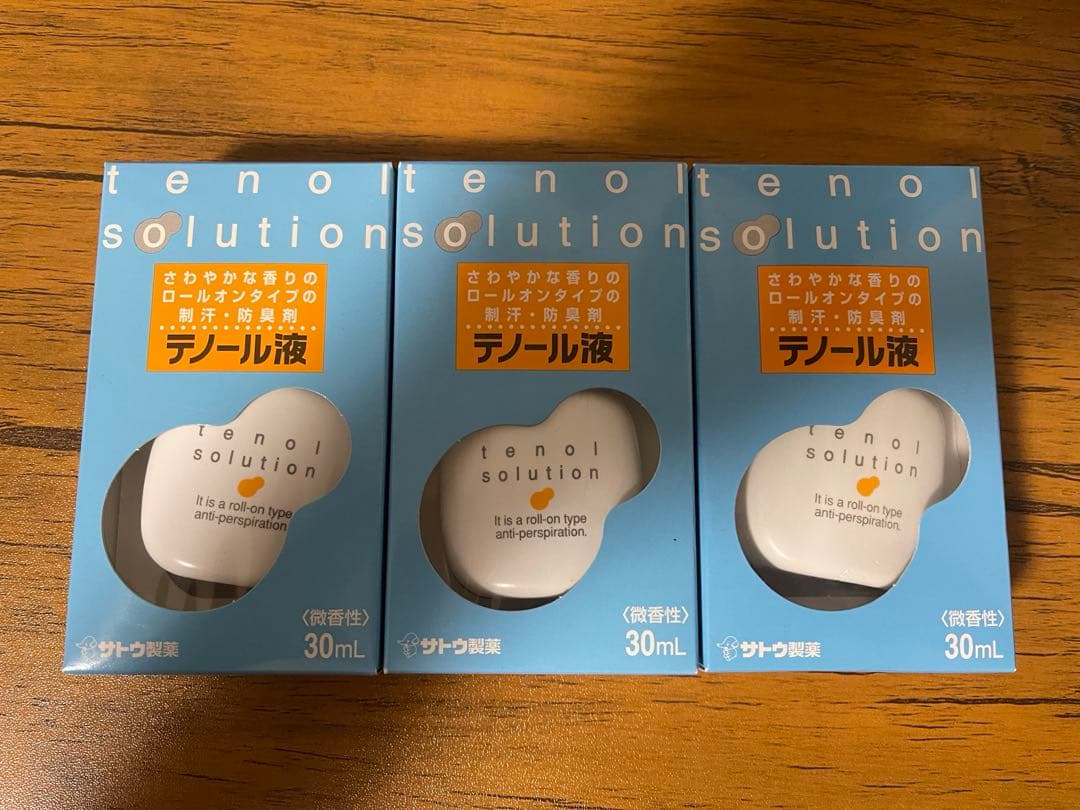 tenol
solution
さわやかな香りの
ロールオンタイプの
制汗・防臭剤
テノール液
tenol
solution
It is a roll-on type
anti-perspiration.
〈微香性〉
サトウ製薬
30mL
tenol
solution
さわやかな香りの
ロールオンタイプの
制汗・防臭剤
テノール液
tenol
solution
It is a roll-on type
anti-perspiration.
〈微香性〉
サトウ製薬
30mL
tenol
solution
さわやかな香りの
ロールオンタイプの
制汗・防臭剤
テノール液
tenol
solution
It is a roll-on type
anti-perspiration.
〈微香性〉
サトウ製薬
30mL